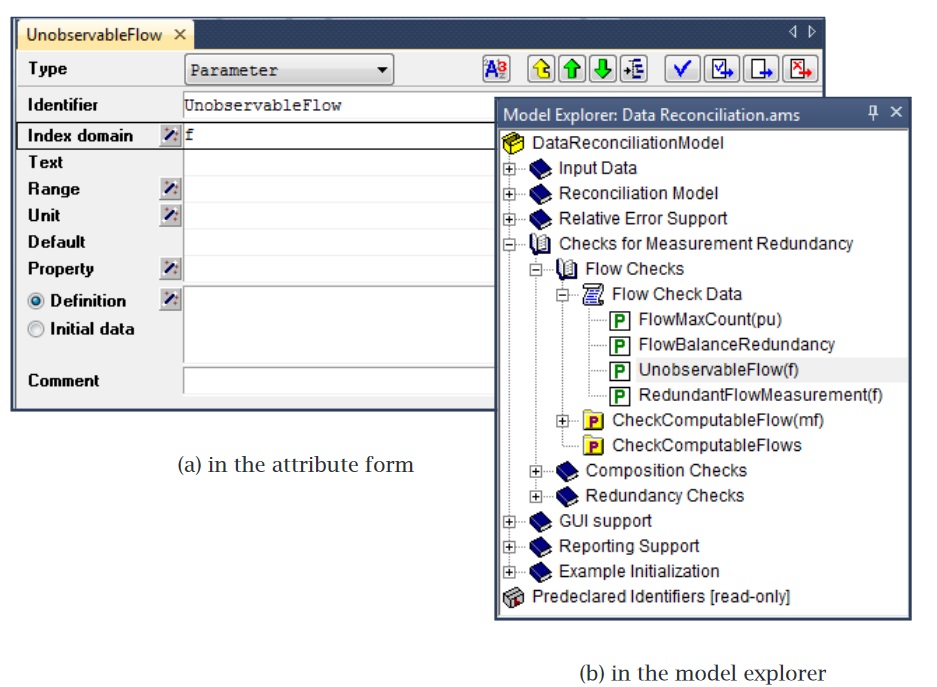 UnobservableFlow
Type
Parameter
Identifier
UnobservableFlow
Index domain
f
Text
Range
Unit
Default
Property
Definition
Initial data
Comment
(a) in the attribute form
Model Explorer: Data Reconciliation.ams
DataReconciliationModel
Input Data
Reconciliation Model
Relative Error Support
Checks for Measurement Redundancy
Flow Checks
Flow Check Data
P FlowMaxCount(pu)
P FlowBalanceRedundancy
P UnobservableFlow(f)
P RedundantFlowMeasurement(f)
P CheckComputableFlow(mf)
P CheckComputableFlows
Composition Checks
Redundancy Checks
GUI support
Reporting Support
Example Initialization
Predeclared Identifiers [read-only]
(b) in the model explorer